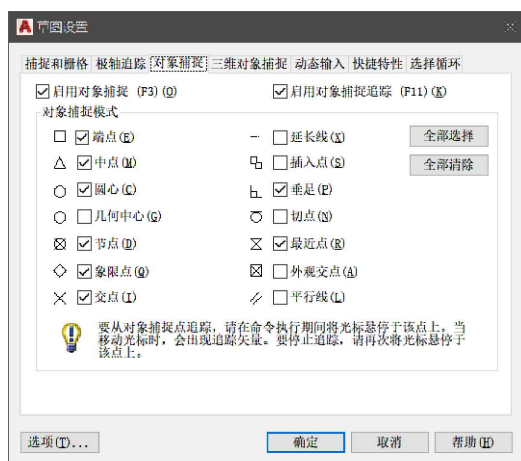 草图设置
捕捉和栅格 极轴追踪 对象捕捉 三维对象捕捉 动态输入 快捷特性 选择循环
启用对象捕捉 (F3)(O) 启用对象捕捉追踪 (F11)(K)
对象捕捉模式
端点(E) 延长线(X) 全部选择
中点(M) 插入点(S) 全部清除
圆心(C) 垂足(P)
几何中心(G) 切点(N)
节点(D) 最近点(R)
象限点(Q) 外观交点(A)
交点(I) 平行线(L)
要从对象捕捉点追踪，请在命令执行期间将光标悬停于该点上。当
移动光标时，会出现追踪矢量。要停止追踪，请再次将光标悬停于
该点上。
选项(T)... 确定 取消 帮助(H)